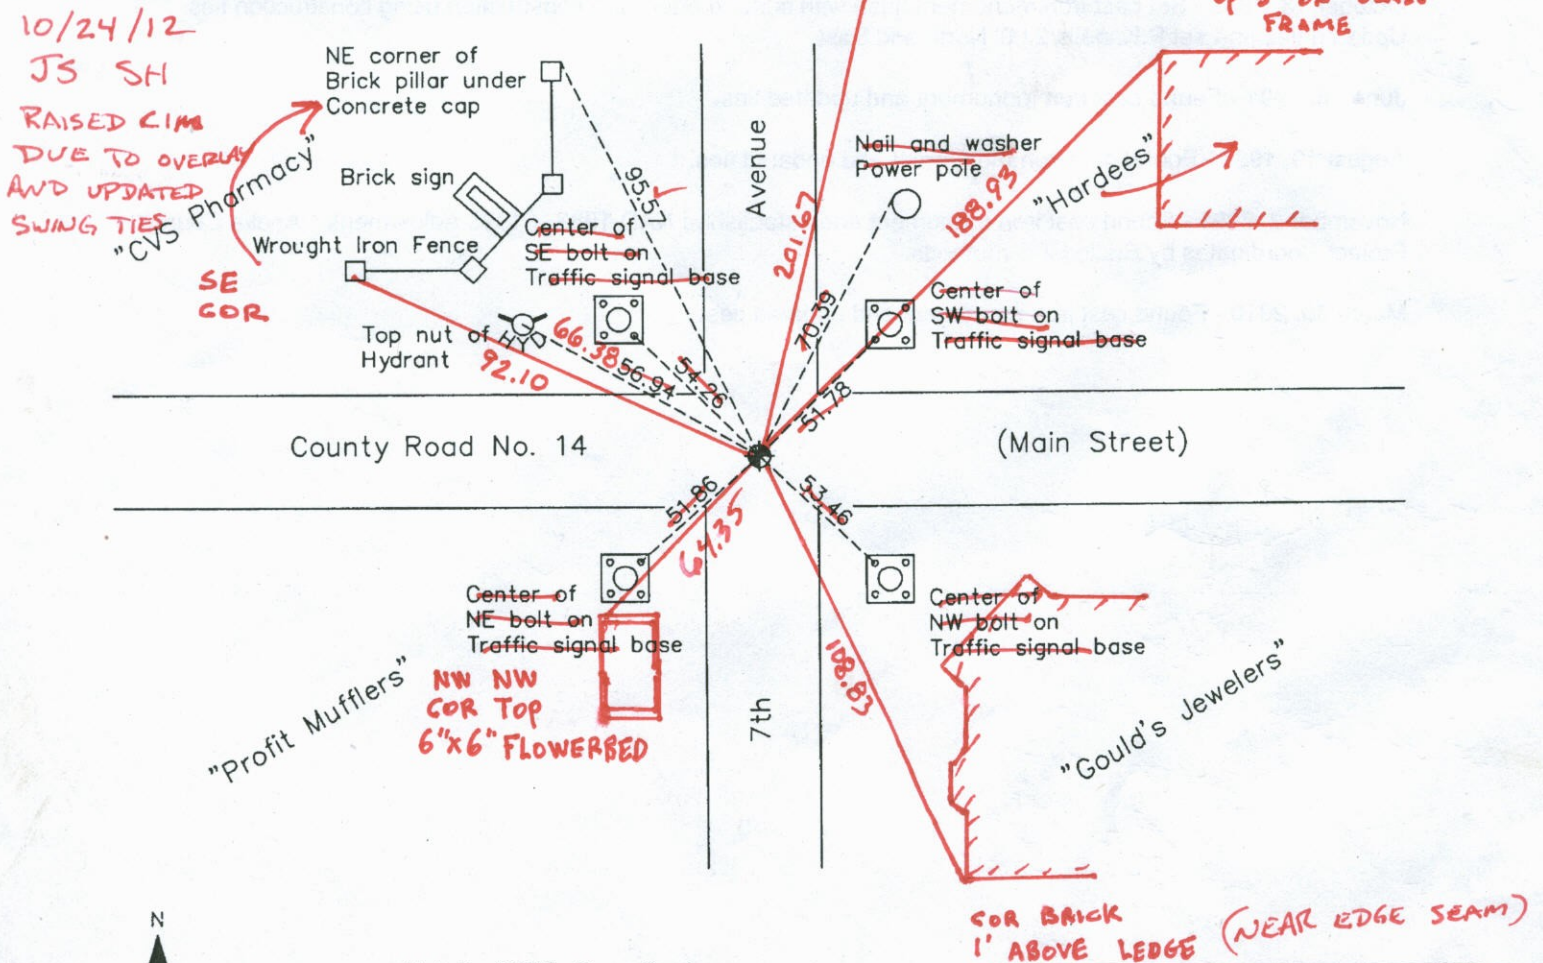 10/24/12
JS SH
RAISED CIM
DUE TO OVERLAY
AND UPDATED
SWING TIES
FRAME
NE corner of
Brick pillar under
Concrete cap
"CVS Pharmacy"
Brick sign
Wrought Iron Fence
SE
COR
Center of
SE bolt on
Traffic signal base
Top nut of
Hydrant
HYD
95.57
Avenue
201.67
Nail and washer
Power pole
188.93
"Hardees"
70.39
Center of
SW bolt on
Traffic signal base
66.38
92.10
56.94
54.26
51.78
County Road No. 14
(Main Street)
51.86
64.35
53.46
Center of
NE bolt on
Traffic signal base
Center of
NW bolt on
Traffic signal base
"Profit Mufflers"
NW NW
COR TOP
6"x6" FLOWERBED
7th
108.83
"Gould's Jewelers"
COR BRICK
1' ABOVE LEDGE (NEAR EDGE SEAM)
N